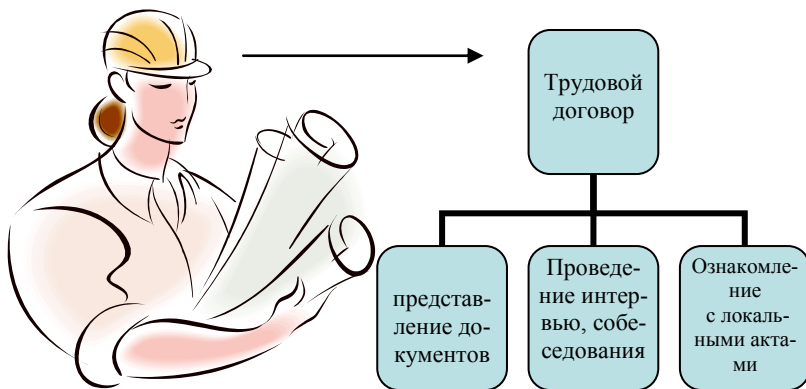 Трудовой
договор
представ-
ление до-
кументов
Проведе-
ние интер-
вью, собе-
седования
Ознакомле-
ние
с локаль-
ными акта-
ми